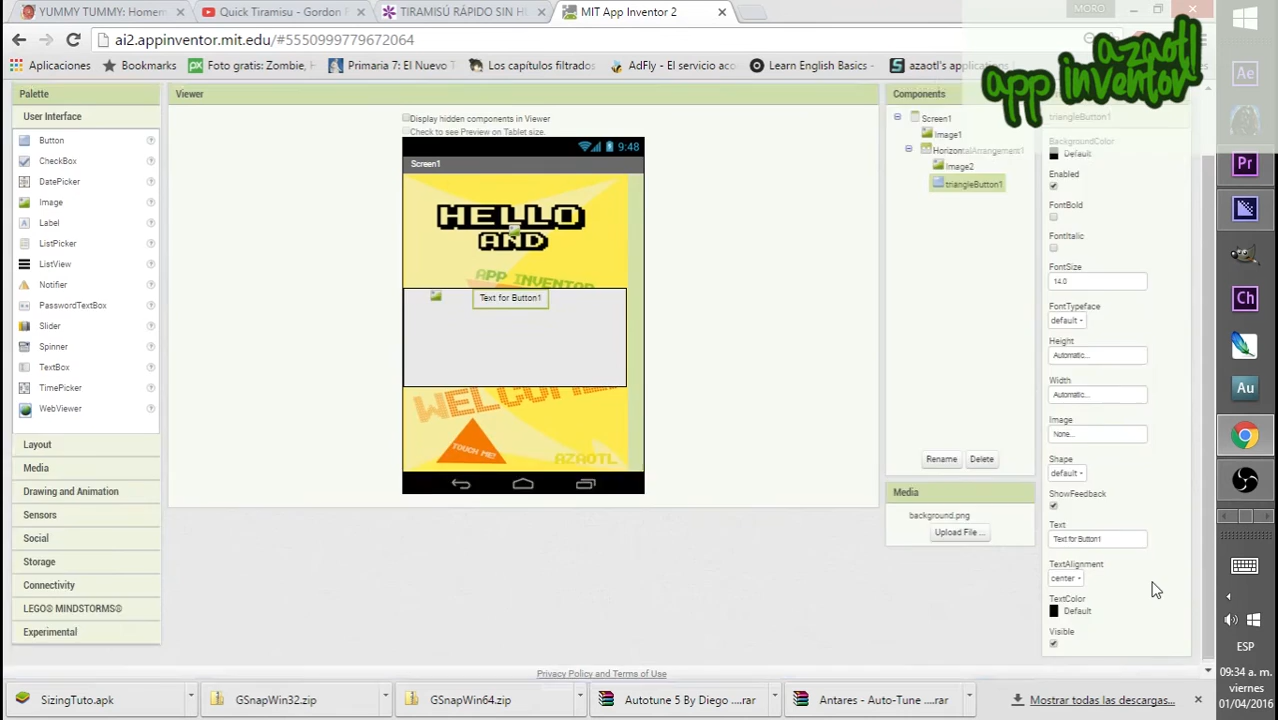 YUMMY TUMMY: Homem
Quick Tiramisu - Gordon F
TIRAMISÚ RÁPIDO SIN H
MIT App Inventor 2
MORO
ai2.appinventor.mit.edu/#5550999779672064
Aplicaciones
Bookmarks
Foto gratis: Zombie, H
Primaria 7: El Nuevo T
Los capítulos filtrados
AdFly - El servicio ac
Learn English Basics
azaotl's applications
azaotl
app inventor
Palette
Viewer
Components
User Interface
Button
CheckBox
DatePicker
Image
Label
ListPicker
ListView
Notifier
PasswordTextBox
Slider
Spinner
TextBox
TimePicker
WebViewer
Layout
Media
Drawing and Animation
Sensors
Social
Storage
Connectivity
LEGO® MINDSTORMS®
Experimental
Display hidden components in Viewer
Check to see Preview on Tablet size.
9:48
Screen1
HELLO
AND
APP INVENTOR
Text for Button1
WELCOME
TOUCH ME!
AZAOTL
Screen1
Image1
HorizontalArrangement1
Image2
triangleButton1
Rename
Delete
Media
background.png
Upload File ...
triangleButton1
BackgroundColor
Default
Enabled
FontBold
FontItalic
FontSize
14.0
FontTypeface
default
Height
Automatic...
Width
Automatic...
Image
None...
Shape
default
ShowFeedback
Text
Text for Button1
TextAlignment
center
TextColor
Default
Visible
Privacy Policy and Terms of Use
SizingTuto.apk
GSnapWin32.zip
GSnapWin64.zip
Autotune 5 By Diego ....rar
Antares - Auto-Tune ....rar
Mostrar todas las descargas...
Ae
Pr
Ch
Au
ESP
09:34 a.m.
viernes
01/04/2016